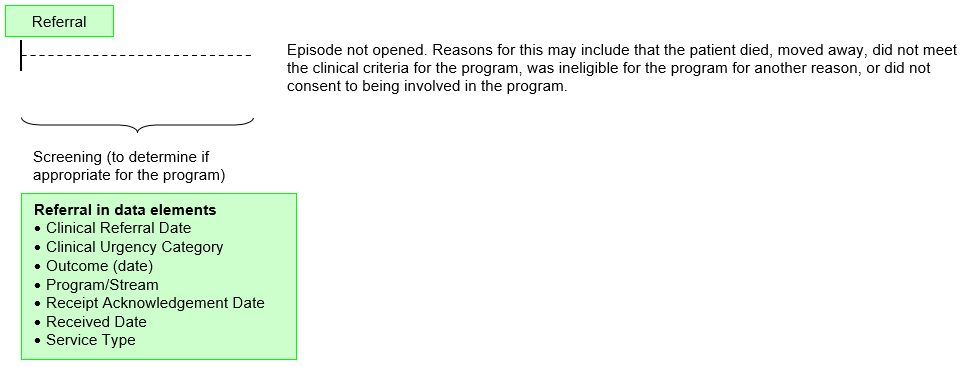 Referral
Episode not opened. Reasons for this may include that the patient died, moved away, did not meet
the clinical criteria for the program, was ineligible for the program for another reason, or did not
consent to being involved in the program.
Screening (to determine if
appropriate for the program)
Referral in data elements
• Clinical Referral Date
• Clinical Urgency Category
• Outcome (date)
• Program/Stream
• Receipt Acknowledgement Date
• Received Date
• Service Type